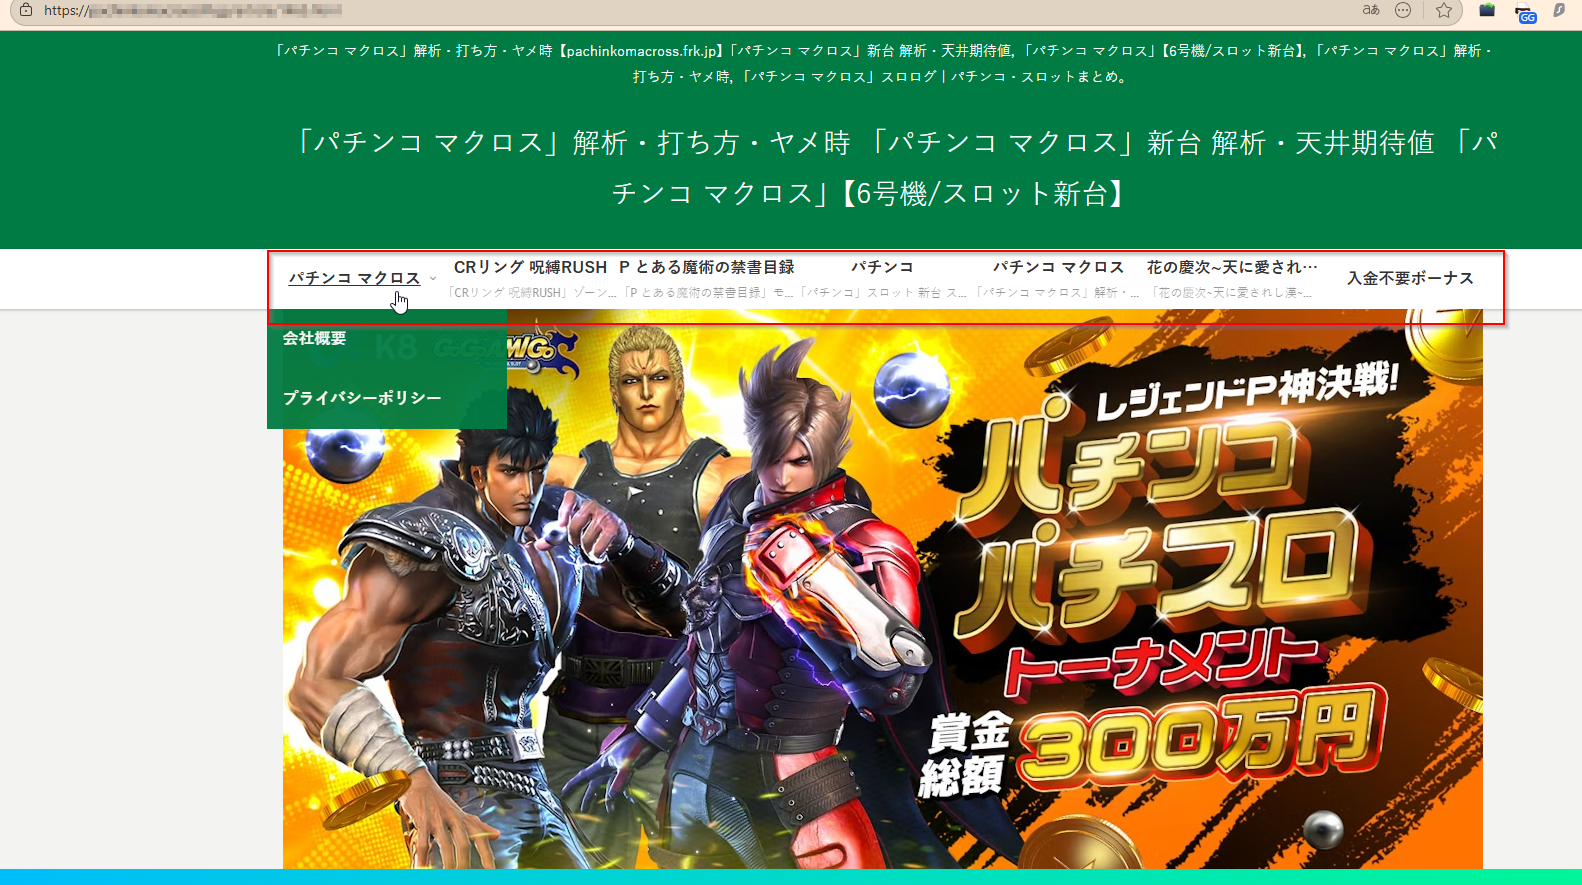 https://
aあ
GG
「パチンコ マクロス」解析・打ち方・ヤメ時【pachinkomacross.frk.jp】「パチンコ マクロス」新台 解析・天井期待値, 「パチンコ マクロス」【6号機/スロット新台】, 「パチンコ マクロス」解析・
打ち方・ヤメ時, 「パチンコ マクロス」スロログ | パチンコ・スロットまとめ。
「パチンコ マクロス」解析・打ち方・ヤメ時 「パチンコ マクロス」新台 解析・天井期待値 「パ
チンコ マクロス」【6号機/スロット新台】
パチンコ マクロス
CRリング 呪縛RUSH
「CRリング 呪縛RUSH」ゾーン...
P とある魔術の禁書目録
「P とある魔術の禁書目録」モ...
パチンコ
「パチンコ」スロット 新台 ス...
パチンコ マクロス
「パチンコ マクロス」解析・...
花の慶次~天に愛され…
「花の慶次~天に愛されし漢~...
入金不要ボーナス
会社概要
プライバシーポリシー
K8
レジェンドP神決戦!
パチンコ
パチスロ
トーナメント
賞金
総額
300万円